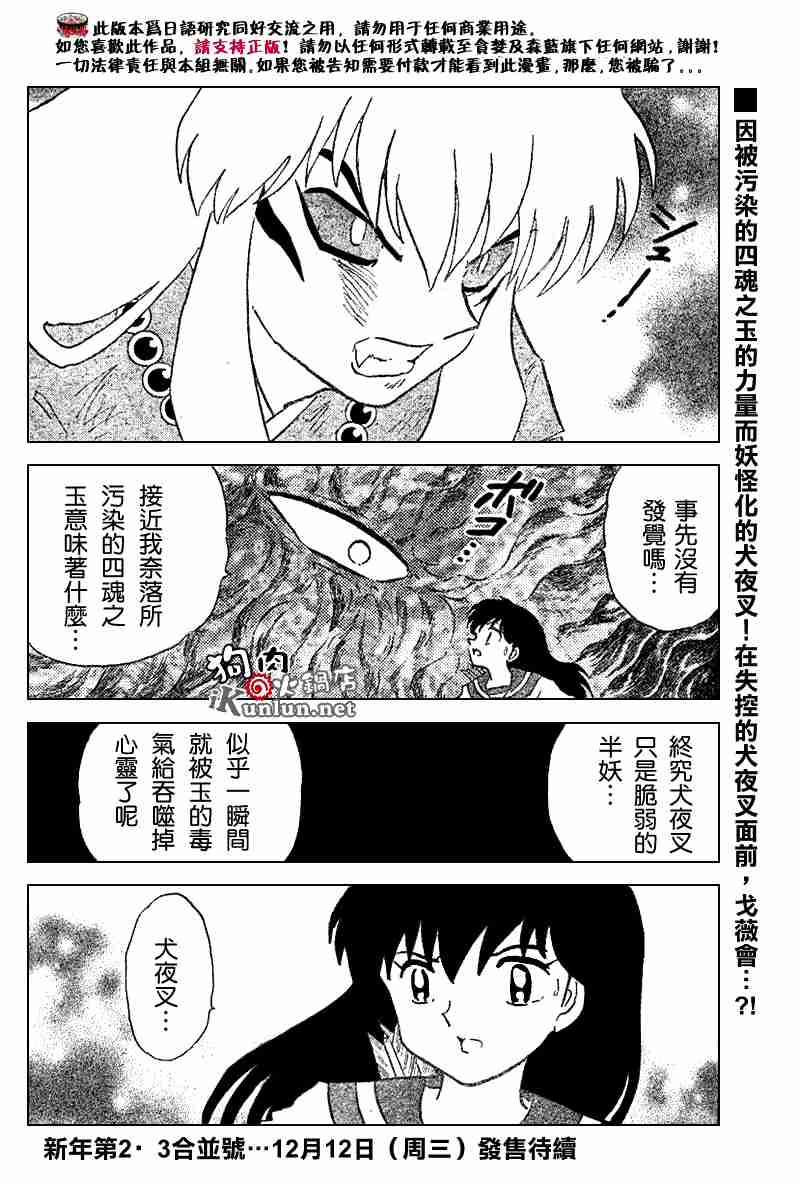 此版本爲日語研究同好交流之用，請勿用于任何商業用途。
如您喜歡此作品，請支持正版！請勿以任何形式轉載至貪婪及森藍旗下任何網站，謝謝！
一切法律責任與本組無關。如果您被告知需要付款才能看到此漫畫，那麼，您被騙了。。。
■因被污染的四魂之玉的力量而妖怪化的犬夜叉！在失控的犬夜叉面前，戈薇會…?!
事先沒有
發覺嗎…
ボコ…
接近我奈落所
污染的四魂之
玉意味著什麼…
狗肉火鍋店
Kunlun.net
終究犬夜叉
只是脆弱的
半妖…
似乎一瞬間
就被玉的毒
氣給吞噬掉
心靈了呢
犬夜叉…
新年第2·3合並號…12月12日（周三）發售待續